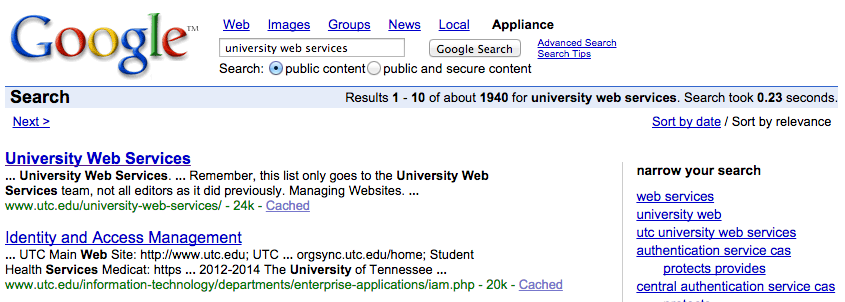 Google™
Web Images Groups News Local Appliance
university web services Google Search Advanced Search
Search Tips
Search: public content public and secure content
Search Results 1 - 10 of about 1940 for university web services. Search took 0.23 seconds.
Next > Sort by date / Sort by relevance
University Web Services
... University Web Services. ... Remember, this list only goes to the University Web
Services team, not all editors as it did previously. Managing Websites. ...
www.utc.edu/university-web-services/ - 24k - Cached
Identity and Access Management
... UTC Main Web Site: http://www.utc.edu; UTC ... orgsync.utc.edu/home; Student
Health Services Medicat: https ... 2012-2014 The University of Tennessee ...
www.utc.edu/information-technology/departments/enterprise-applications/iam.php - 20k - Cached
narrow your search
web services
university web
utc university web services
authentication service cas
protects provides
central authentication service cas